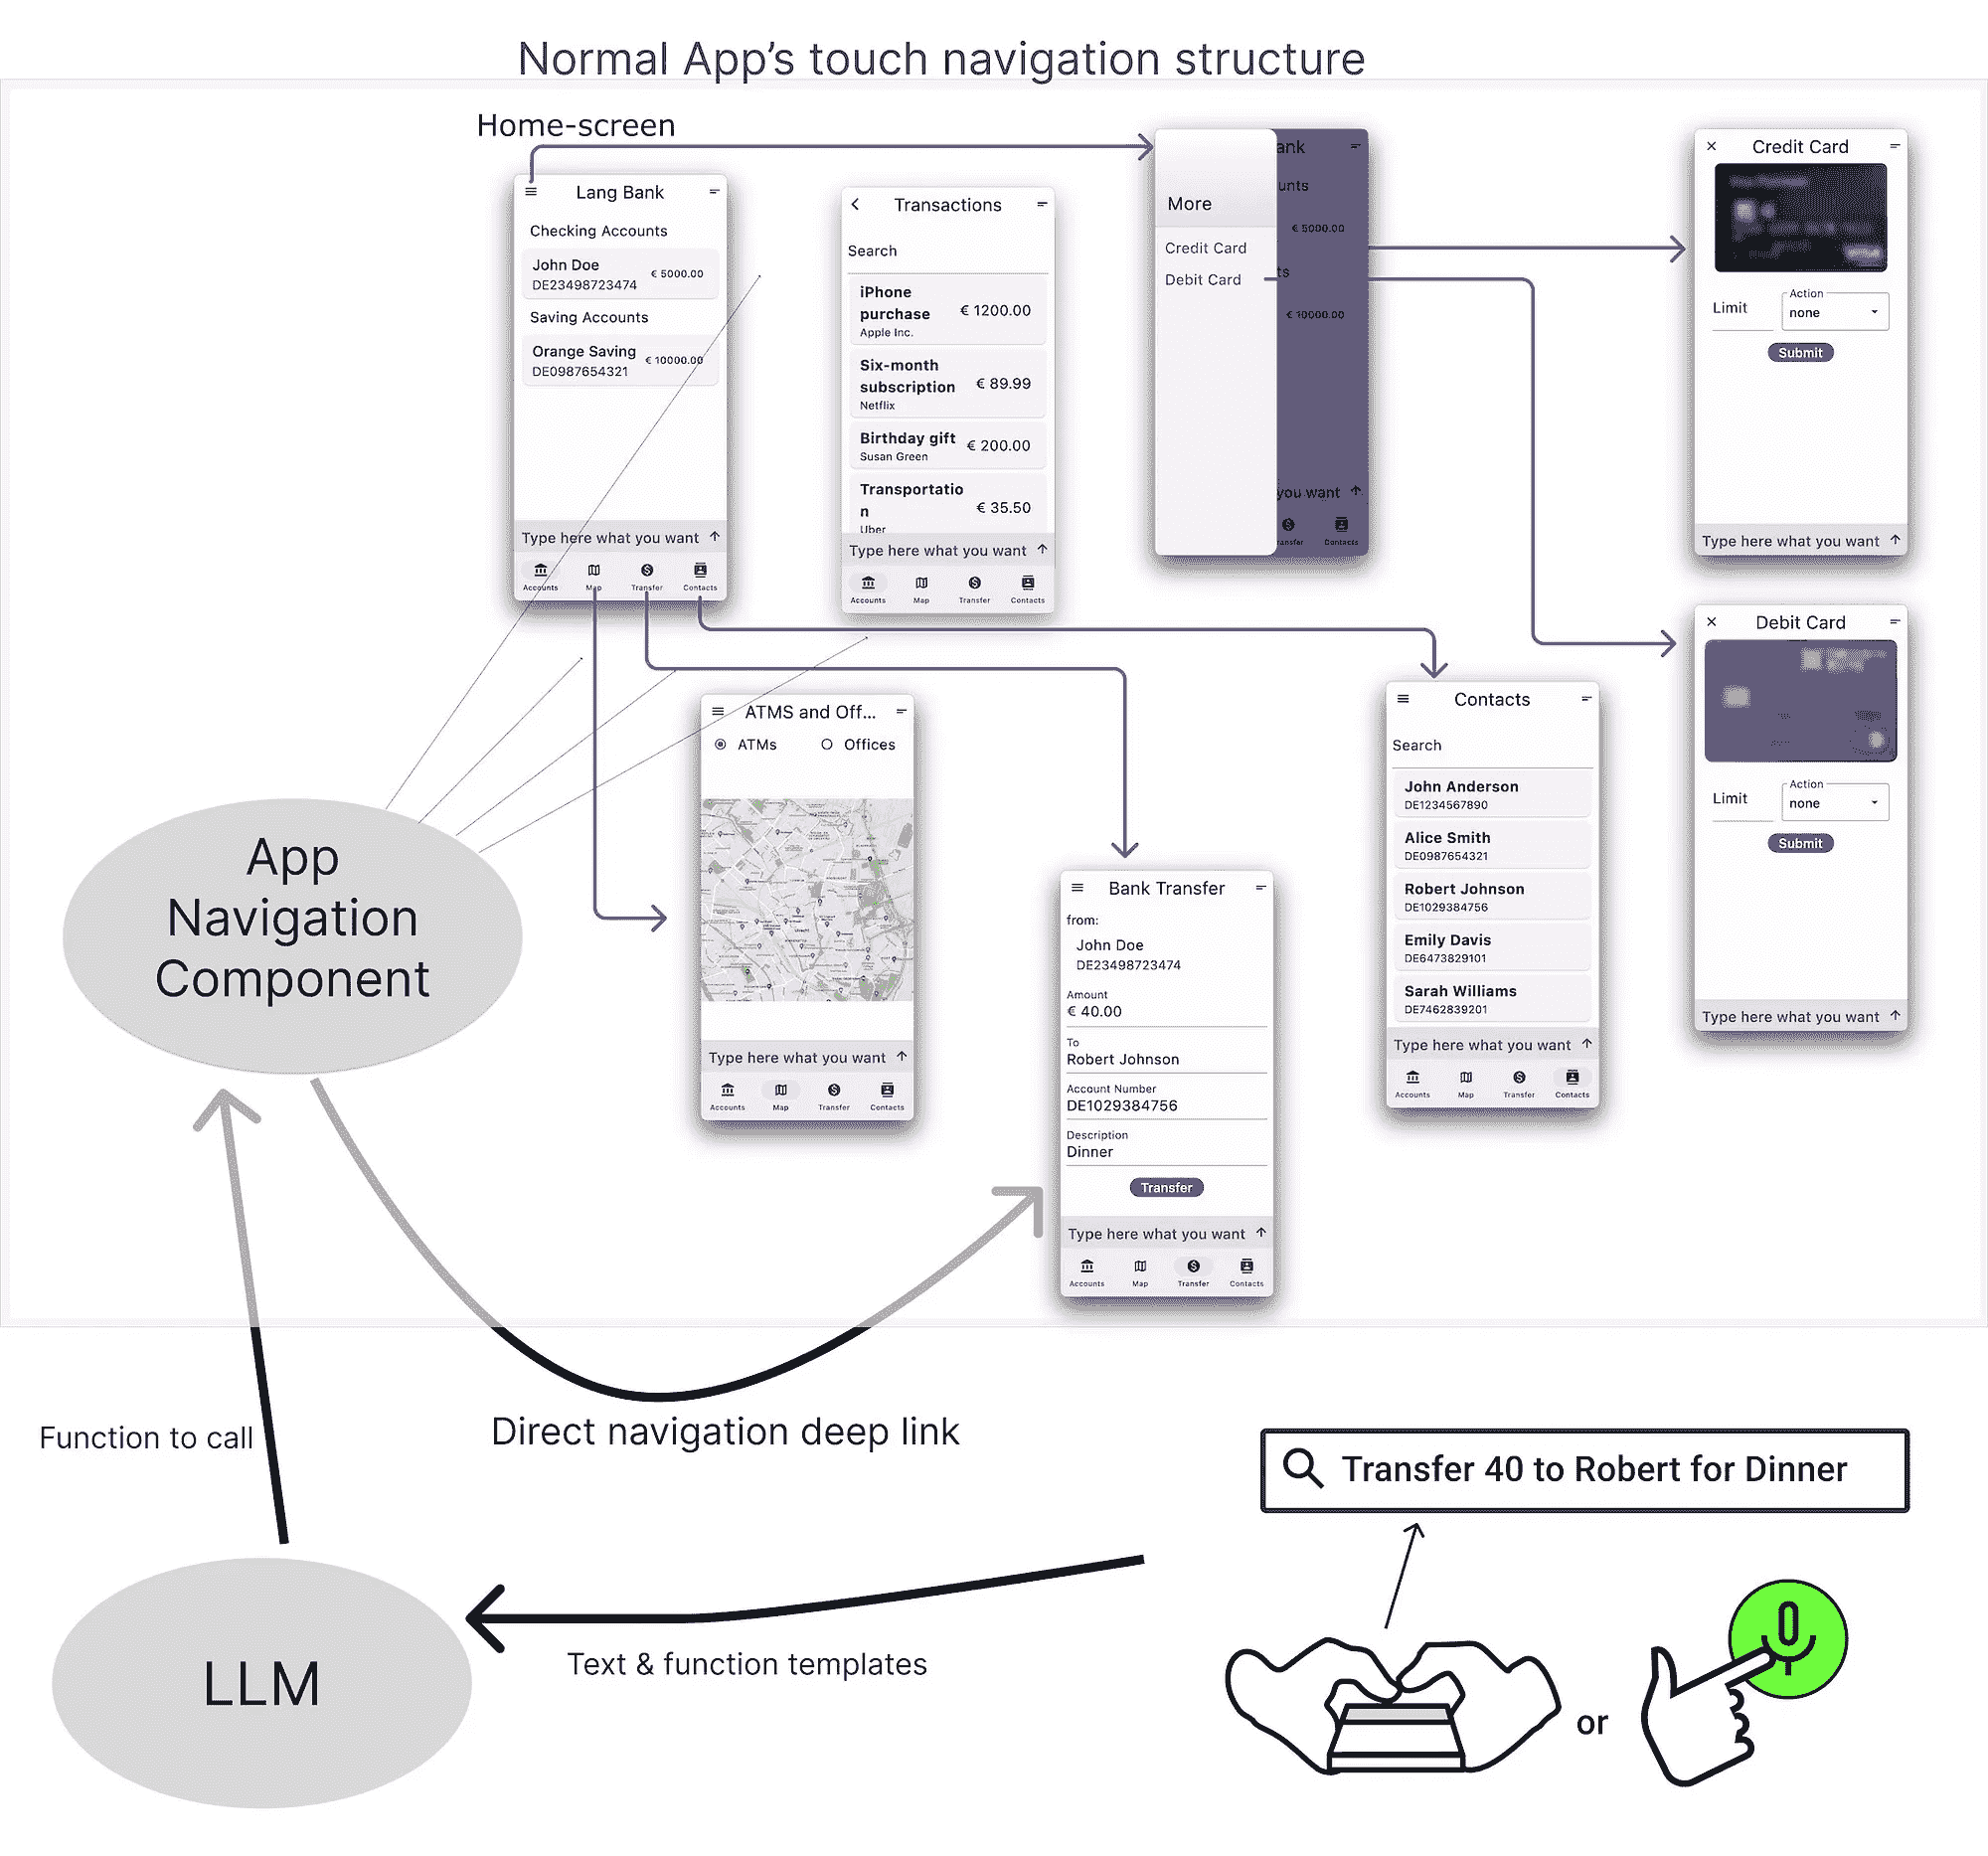 Normal App's touch navigation structure
Home-screen
Lang Bank
Checking Accounts
John Doe
DE23498723474
€ 5000.00
Saving Accounts
Orange Saving
DE0987654321
€ 10000.00
Type here what you want
Accounts
Map
Transfer
Contacts
Transactions
Search
iPhone
purchase
Apple Inc.
€ 1200.00
Six-month
subscription
Netflix
€ 89.99
Birthday gift
Susan Green
€ 200.00
Transportatio
n
Uber
€ 35.50
Type here what you want
Accounts
Map
Transfer
Contacts
More
Credit Card
Debit Card
ank
unts
€ 5000.00
ts
€ 10000.00
you want
ransfer
Contacts
Credit Card
Limit
Action
none
Submit
Type here what you want
Debit Card
Limit
Action
none
Submit
Type here what you want
ATMS and Off...
ATMs
Offices
Type here what you want
Accounts
Map
Transfer
Contacts
Bank Transfer
from:
John Doe
DE23498723474
Amount
€ 40.00
To
Robert Johnson
Account Number
DE1029384756
Description
Dinner
Transfer
Type here what you want
Accounts
Map
Transfer
Contacts
Contacts
Search
John Anderson
DE1234567890
Alice Smith
DE0987654321
Robert Johnson
DE1029384756
Emily Davis
DE6473829101
Sarah Williams
DE7462839201
Type here what you want
Accounts
Map
Transfer
Contacts
App
Navigation
Component
Function to call
Direct navigation deep link
Transfer 40 to Robert for Dinner
Text & function templates
LLM
or